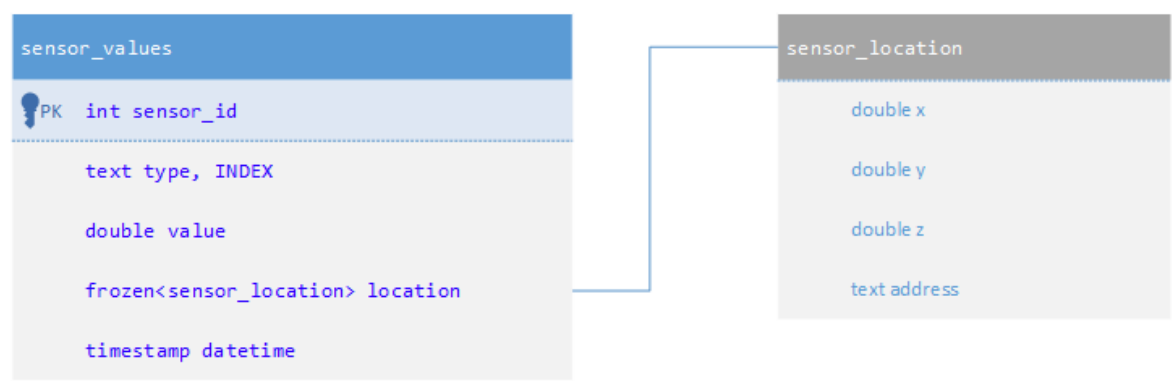 sensor_values
PK int sensor_id
text type, INDEX
double value
frozen<sensor_location> location
timestamp datetime
sensor_location
double x
double y
double z
text address